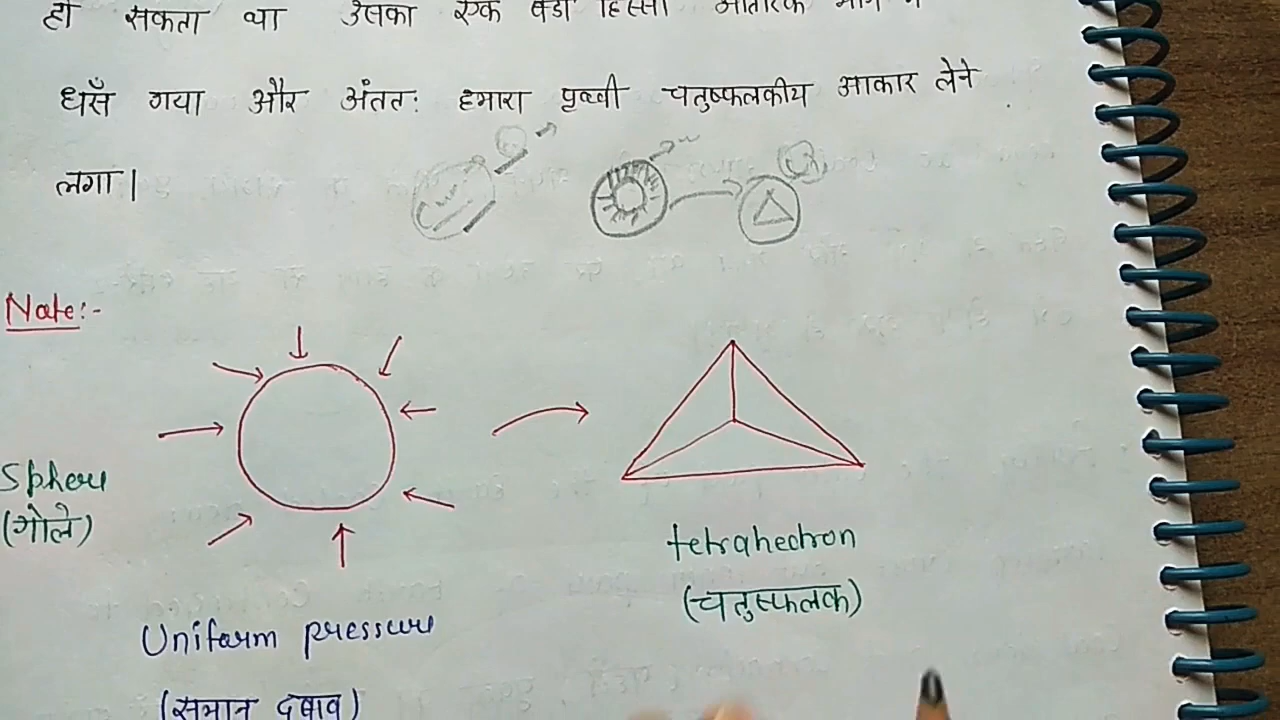 हो सकता था उसका एक बड़ा हिस्सा आंतरिक भाग में
धसँ गया और अंततः हमारा पृथ्वी चतुष्फलकीय आकार लेने
लगा|
Note:-
Sphere
(गोले)
tetrahedron
(चतुष्फलक)
Uniform pressure
(समान दबाव)